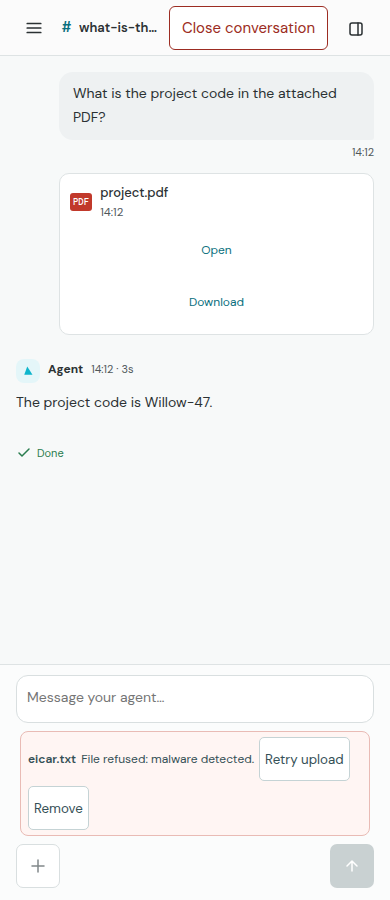 # what-is-th... Close conversation
What is the project code in the attached
PDF?
14:12
PDF project.pdf
14:12
Open
Download
Agent 14:12 · 3s
The project code is Willow-47.
Done
Message your agent...
eicar.txt File refused: malware detected. Retry upload
Remove